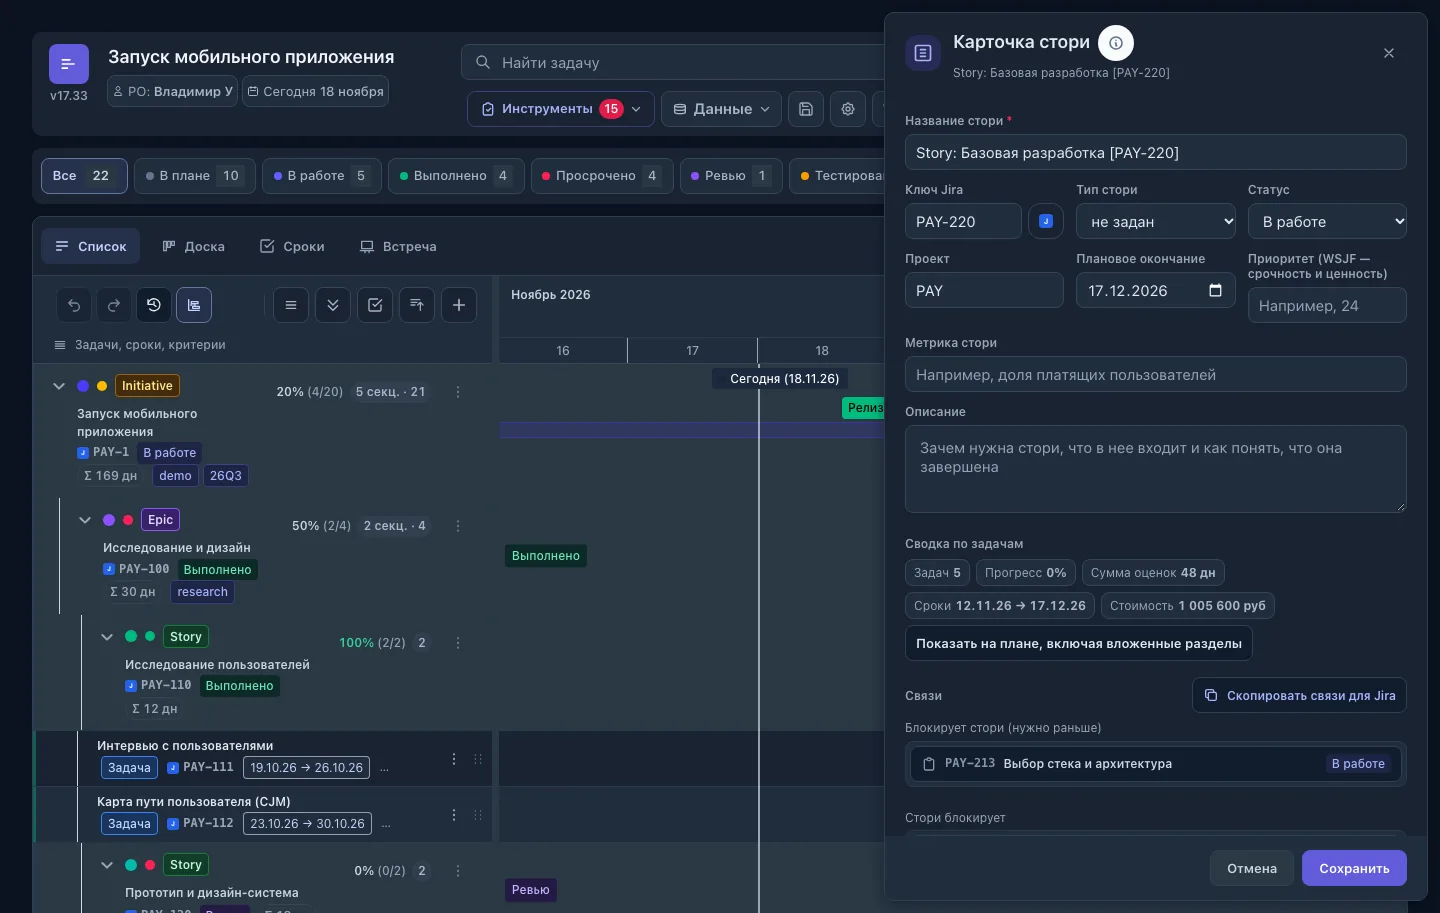 Запуск мобильного приложения
v17.33
PO: Владимир У
Сегодня 18 ноября
Найти задачу
Инструменты 15
Данные
Все 22
В плане 10
В работе 5
Выполнено 4
Просрочено 4
Ревью 1
Список
Доска
Сроки
Встреча
Задачи, сроки, критерии
Ноябрь 2026
16
17
18
Сегодня (18.11.26)
Релиз
Initiative
20% (4/20)
5 секц. · 21
Запуск мобильного
приложения
PAY-1 В работе
Σ 169 дн demo 26Q3
Epic
50% (2/4)
2 секц. · 4
Исследование и дизайн
PAY-100 Выполнено
Σ 30 дн research
Выполнено
Story
100% (2/2) 2
Исследование пользователей
PAY-110 Выполнено
Σ 12 дн
Интервью с пользователями
Задача PAY-111 19.10.26 → 26.10.26 ...
Карта пути пользователя (CJM)
Задача PAY-112 23.10.26 → 30.10.26 ...
Story
0% (0/2) 2
Прототип и дизайн-система
Ревью
Карточка стори
Story: Базовая разработка [PAY-220]
Название стори *
Story: Базовая разработка [PAY-220]
Ключ Jira
PAY-220
Тип стори
не задан
Статус
В работе
Проект
PAY
Плановое окончание
17.12.2026
Приоритет (WSJF —
срочность и ценность)
Например, 24
Метрика стори
Например, доля платящих пользователей
Описание
Зачем нужна стори, что в нее входит и как понять, что она
завершена
Сводка по задачам
Задач 5
Прогресс 0%
Сумма оценок 48 дн
Сроки 12.11.26 → 17.12.26
Стоимость 1 005 600 руб
Показать на плане, включая вложенные разделы
Связи
Скопировать связи для Jira
Блокирует стори (нужно раньше)
PAY-213 Выбор стека и архитектура В работе
Стори блокирует
Отмена
Сохранить